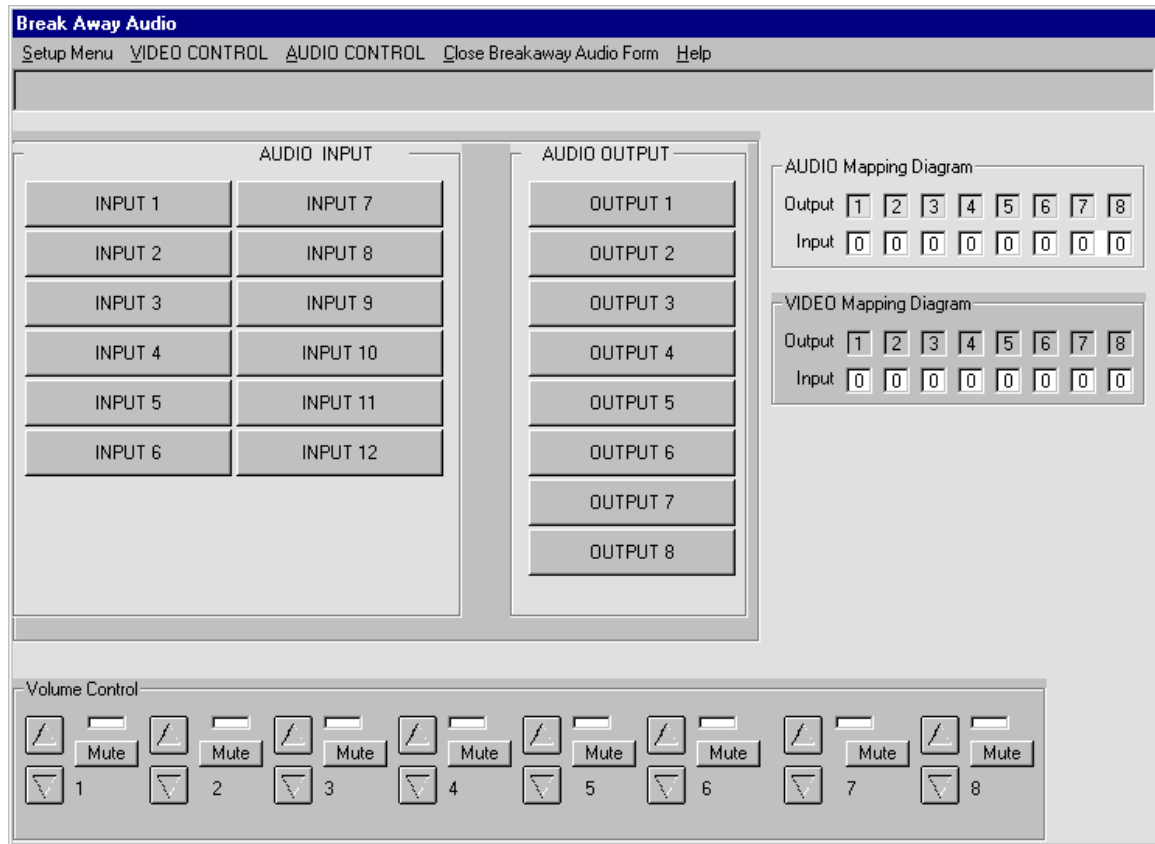 Break Away Audio
Setup Menu VIDEO CONTROL AUDIO CONTROL Close Breakaway Audio Form Help
AUDIO INPUT
INPUT 1 INPUT 7
INPUT 2 INPUT 8
INPUT 3 INPUT 9
INPUT 4 INPUT 10
INPUT 5 INPUT 11
INPUT 6 INPUT 12
AUDIO OUTPUT
OUTPUT 1
OUTPUT 2
OUTPUT 3
OUTPUT 4
OUTPUT 5
OUTPUT 6
OUTPUT 7
OUTPUT 8
AUDIO Mapping Diagram
Output 1 2 3 4 5 6 7 8
Input 0 0 0 0 0 0 0 0
VIDEO Mapping Diagram
Output 1 2 3 4 5 6 7 8
Input 0 0 0 0 0 0 0 0
Volume Control
Mute Mute Mute Mute Mute Mute Mute Mute
1 2 3 4 5 6 7 8